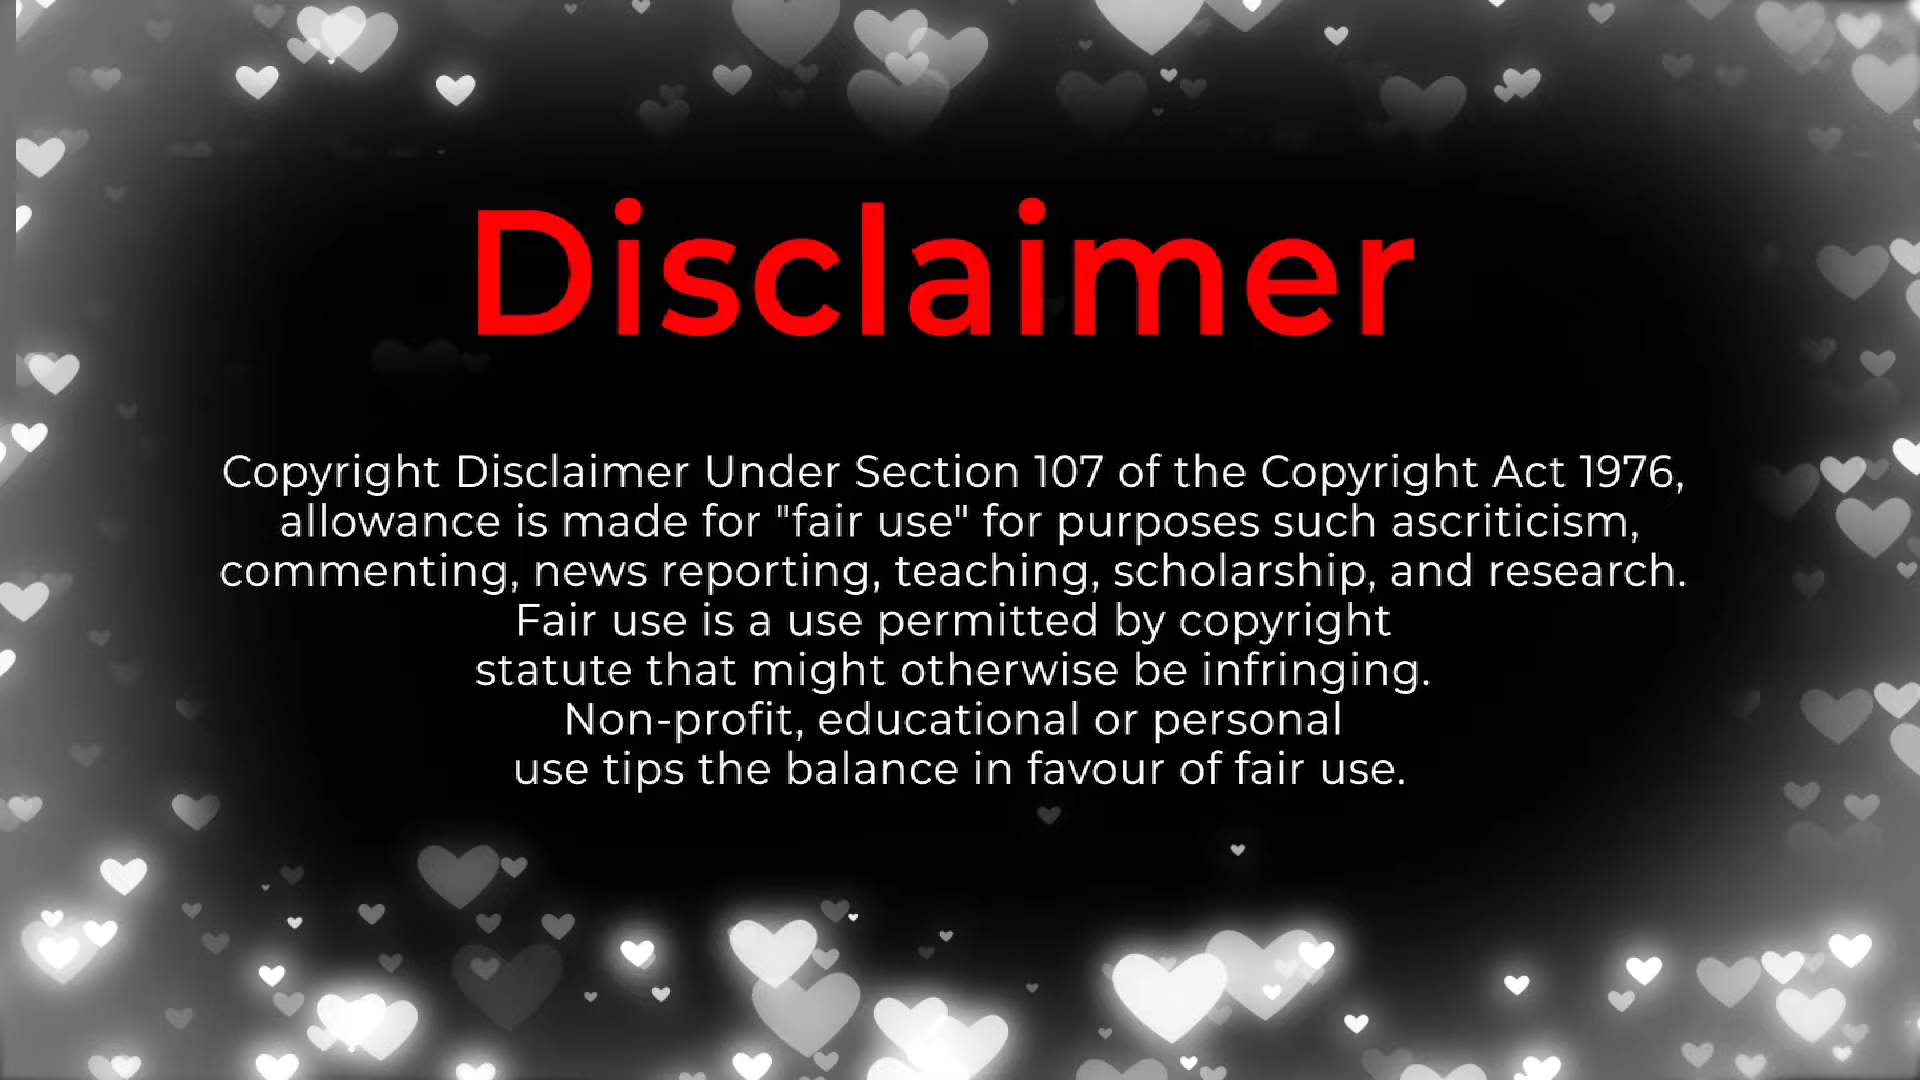 Disclaimer
Copyright Disclaimer Under Section 107 of the Copyright Act 1976,
allowance is made for "fair use" for purposes such ascriticism,
commenting, news reporting, teaching, scholarship, and research.
Fair use is a use permitted by copyright
statute that might otherwise be infringing.
Non-profit, educational or personal
use tips the balance in favour of fair use.